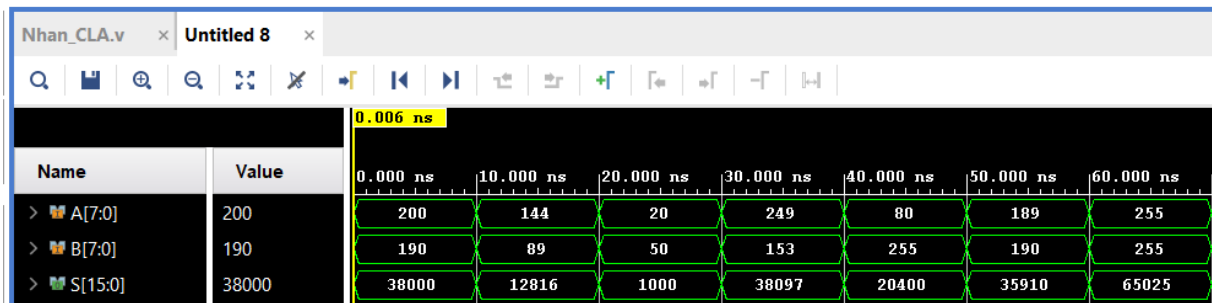 Nhan_CLA.v × Untitled 8 ×
0.006 ns
Name Value 0.000 ns 10.000 ns 20.000 ns 30.000 ns 40.000 ns 50.000 ns 60.000 ns
A[7:0] 200 200 144 20 249 80 189 255
B[7:0] 190 190 89 50 153 255 190 255
S[15:0] 38000 38000 12816 1000 38097 20400 35910 65025